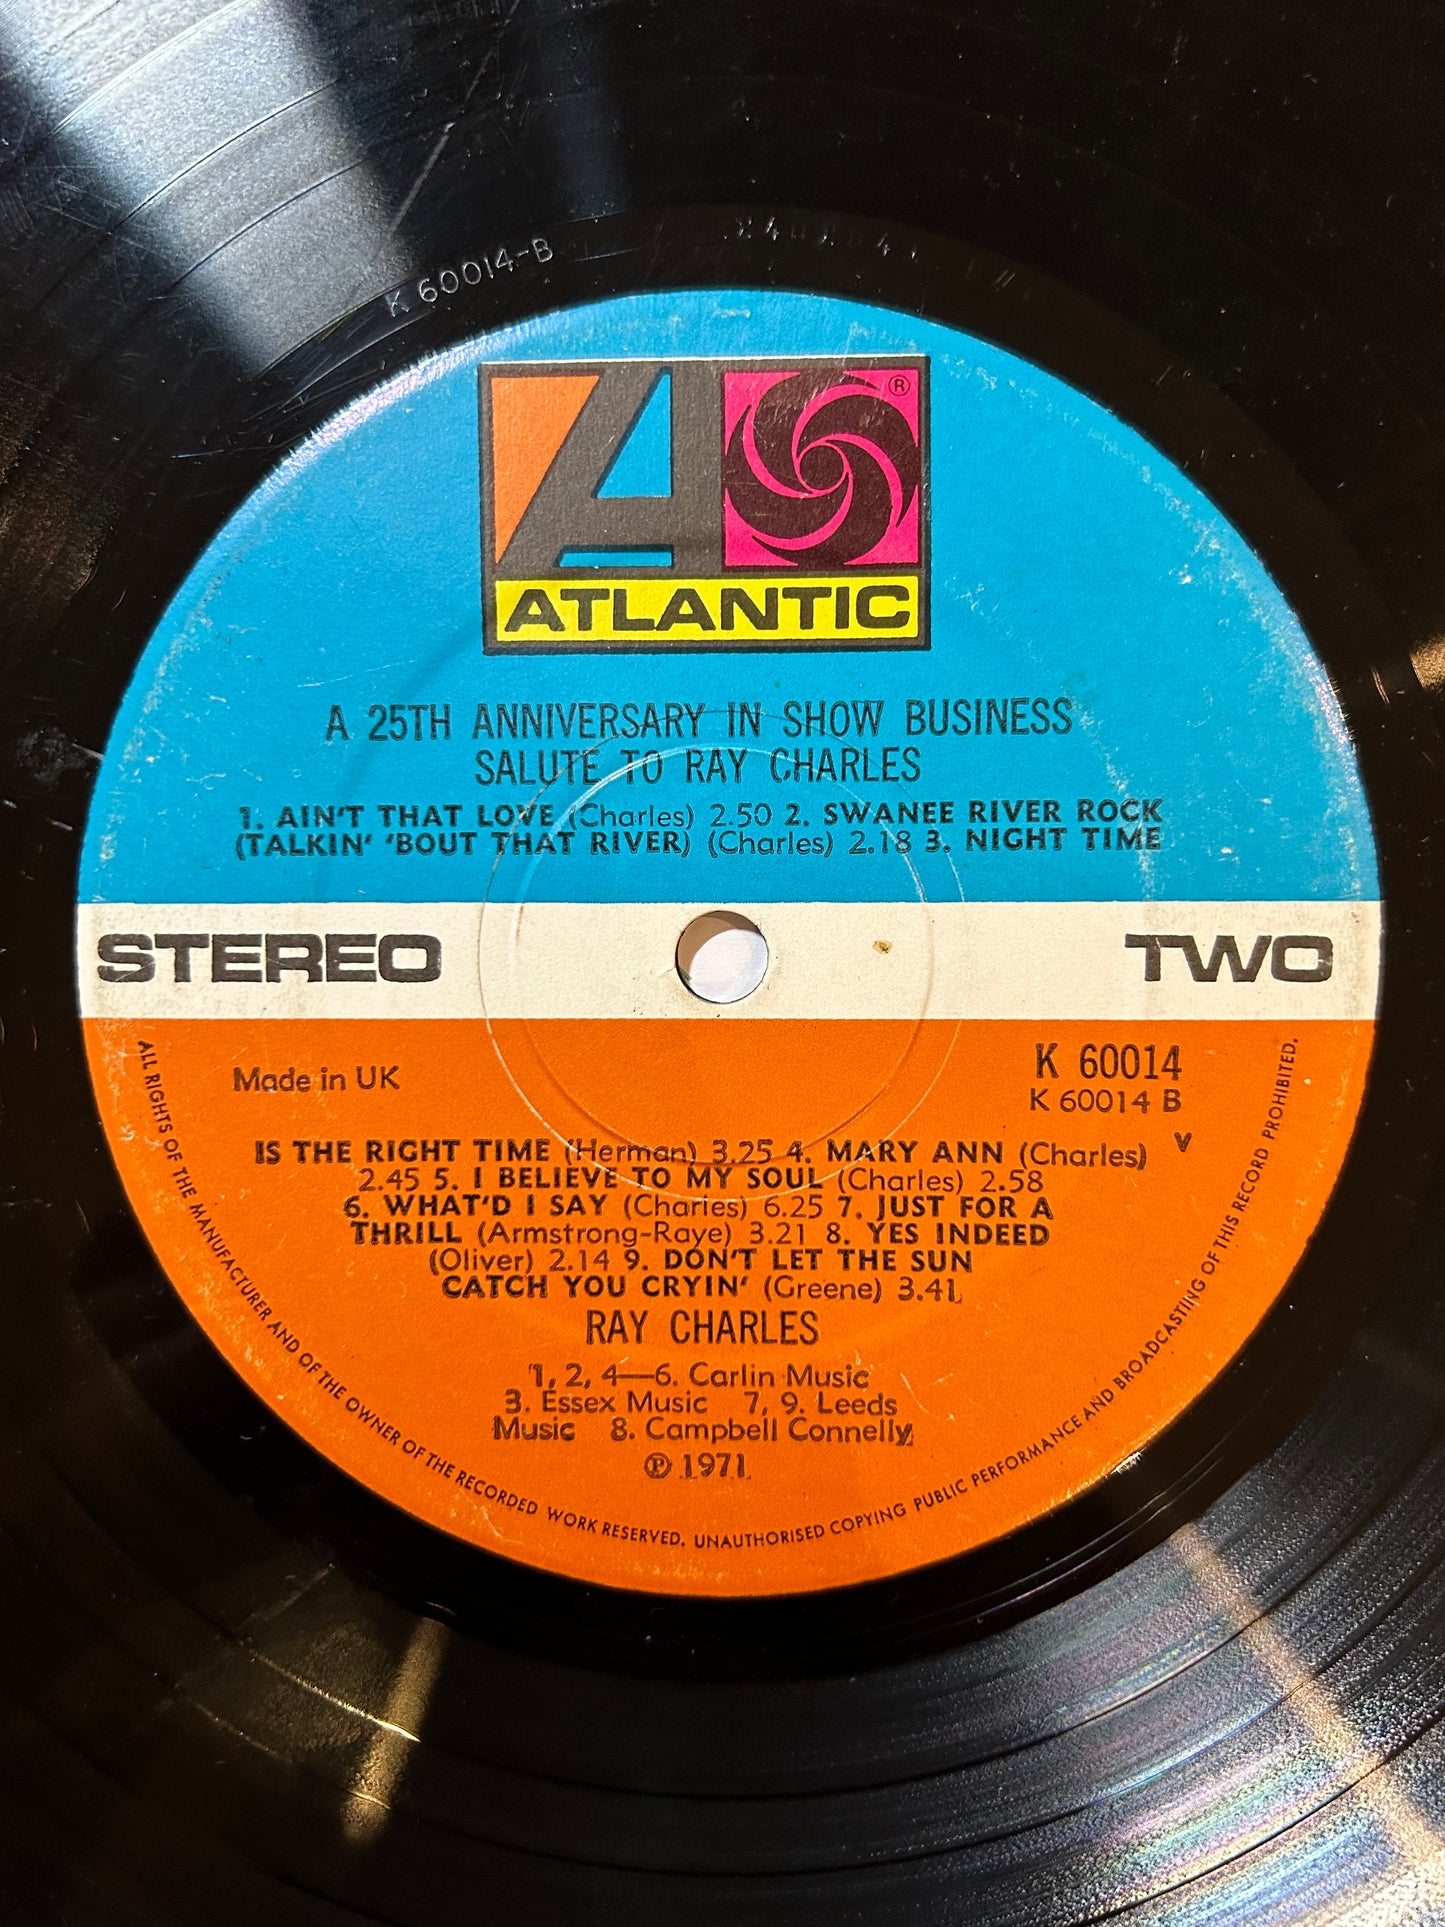 K 60014-B
®
ATLANTIC
A 25TH ANNIVERSARY IN SHOW BUSINESS
SALUTE TO RAY CHARLES
1. AIN'T THAT LOVE (Charles) 2.50 2. SWANEE RIVER ROCK
(TALKIN' 'BOUT THAT RIVER) (Charles) 2.18 3. NIGHT TIME
STEREO
TWO
Made in UK
K 60014
K 60014 B
V
IS THE RIGHT TIME (Herman) 3.25 4. MARY ANN (Charles)
2.45 5. I BELIEVE TO MY SOUL (Charles) 2.58
6. WHAT'D I SAY (Charles) 6.25 7. JUST FOR A
THRILL (Armstrong-Raye) 3.21 8. YES INDEED
(Oliver) 2.14 9. DON'T LET THE SUN
CATCH YOU CRYIN' (Greene) 3.41
RAY CHARLES
1, 2, 4—6. Carlin Music
3. Essex Music 7, 9. Leeds
Music 8. Campbell Connelly
℗ 1971
ALL RIGHTS OF THE MANUFACTURER AND OF THE OWNER OF THE RECORDED WORK RESERVED. UNAUTHORISED COPYING PUBLIC PERFORMANCE AND BROADCASTING OF THIS RECORD PROHIBITED.